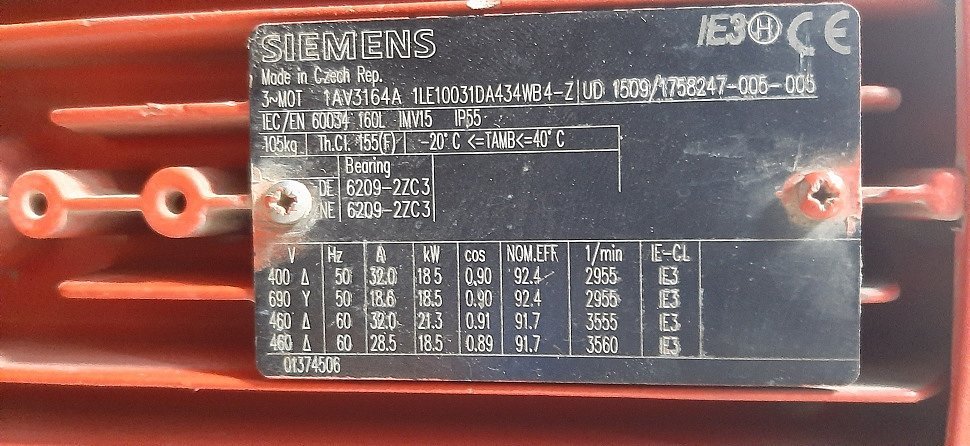 SIEMENS IE3 H CE
Made in Czech Rep.
3~MOT 1AV3164A 1LE10031DA434WB4-Z UD 1509/1758247-005-005
IEC/EN 60034 160L IMV15 IP55
105kg Th.Cl. 155(F) -20°C <=TAMB<=40°C
Bearing
DE 6209-2ZC3
NE 6209-2ZC3
V Hz A kW cos NOM.EFF 1/min IE-CL
400 Δ 50 32.0 18.5 0.90 92.4 2955 IE3
690 Y 50 18.6 18.5 0.90 92.4 2955 IE3
460 Δ 60 32.0 21.3 0.91 91.7 3555 IE3
460 Δ 60 28.5 18.5 0.89 91.7 3560 IE3
01374506